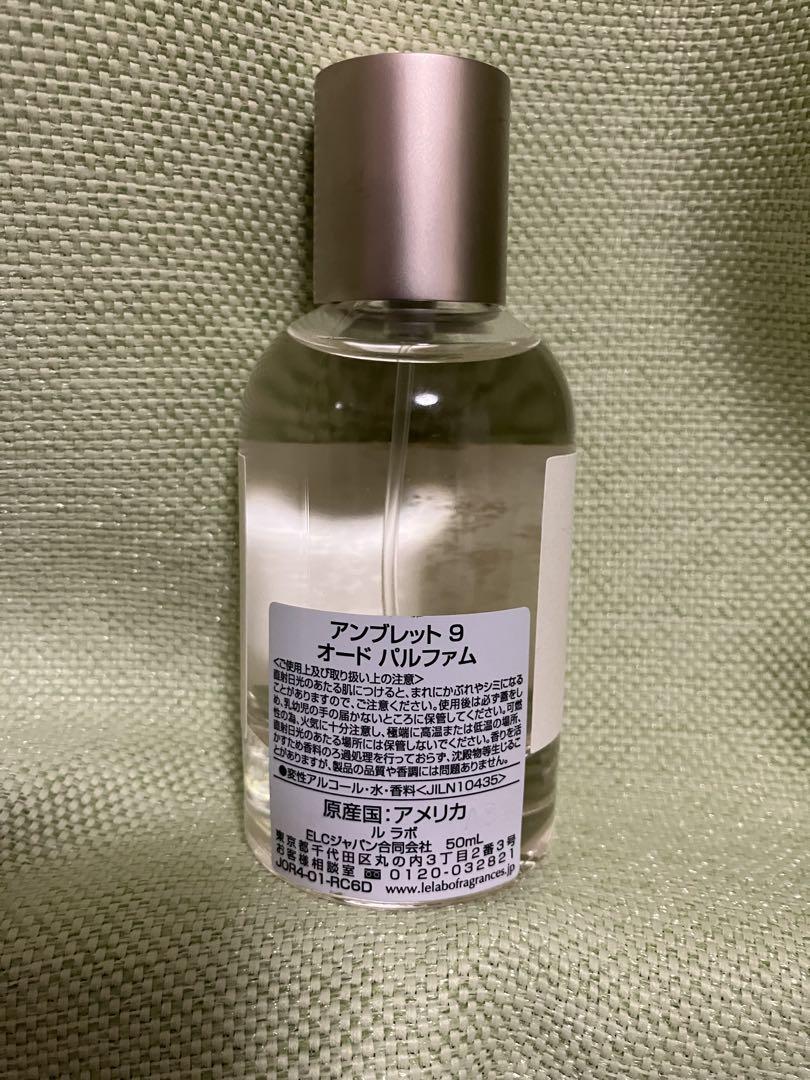 アンブレット 9
オード パルファム
<ご使用上及び取り扱い上の注意>
直射日光のあたる肌につけると、まれにかぶれやシミになる
ことがありますので、ご注意ください。使用後は必ず蓋をし
め、乳幼児の手の届かないところに保管してください。可燃
性の為、火気に十分注意し、極端に高温または低温の場所、
直射日光のあたる場所には保管しないでください。香りを活
かすため香料のろ過処理を行っておらず、沈殿物等生じるこ
とがありますが、製品の品質や香調には問題ありません。
●変性アルコール・水・香料<JILN10435>
原産国：アメリカ
ル ラボ
ELCジャパン合同会社 50mL
東京都千代田区丸の内3丁目2番3号
お客様相談室 0120-032821
J0R4-01-RC6D www.lelabofragrances.jp